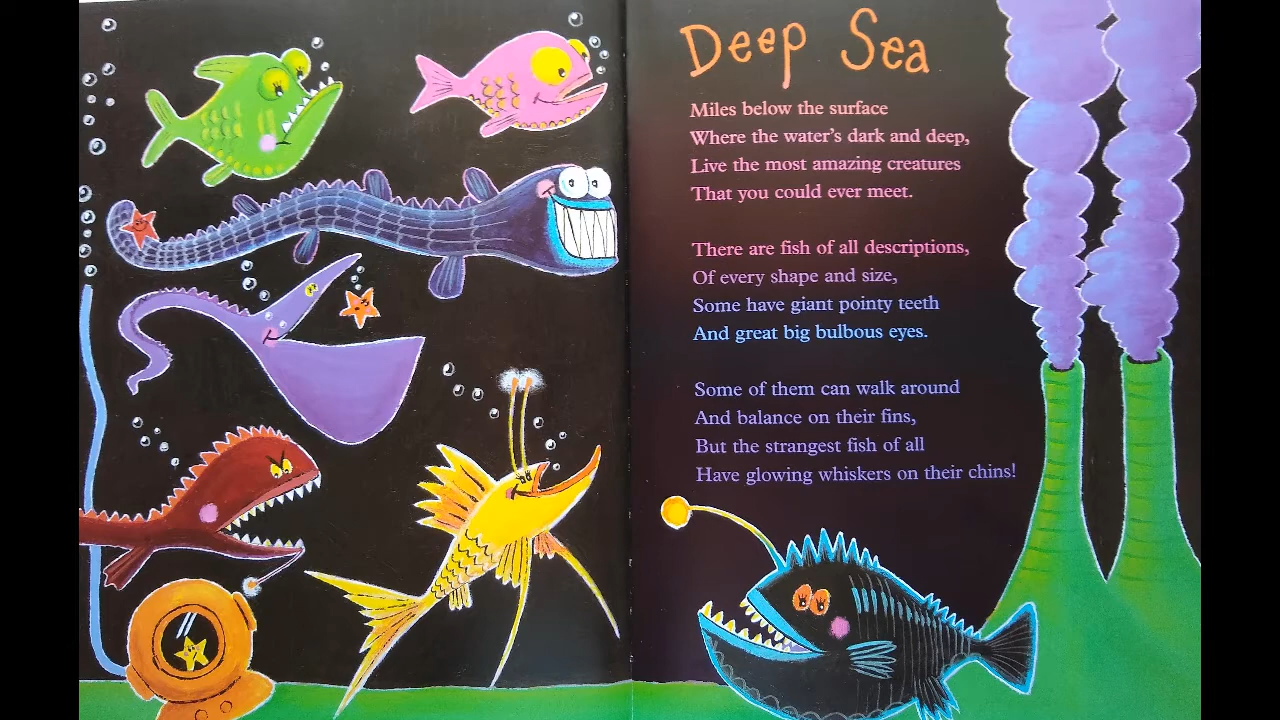 Deep Sea
Miles below the surface
Where the water's dark and deep,
Live the most amazing creatures
That you could ever meet.
There are fish of all descriptions,
Of every shape and size,
Some have giant pointy teeth
And great big bulbous eyes.
Some of them can walk around
And balance on their fins,
But the strangest fish of all
Have glowing whiskers on their chins!